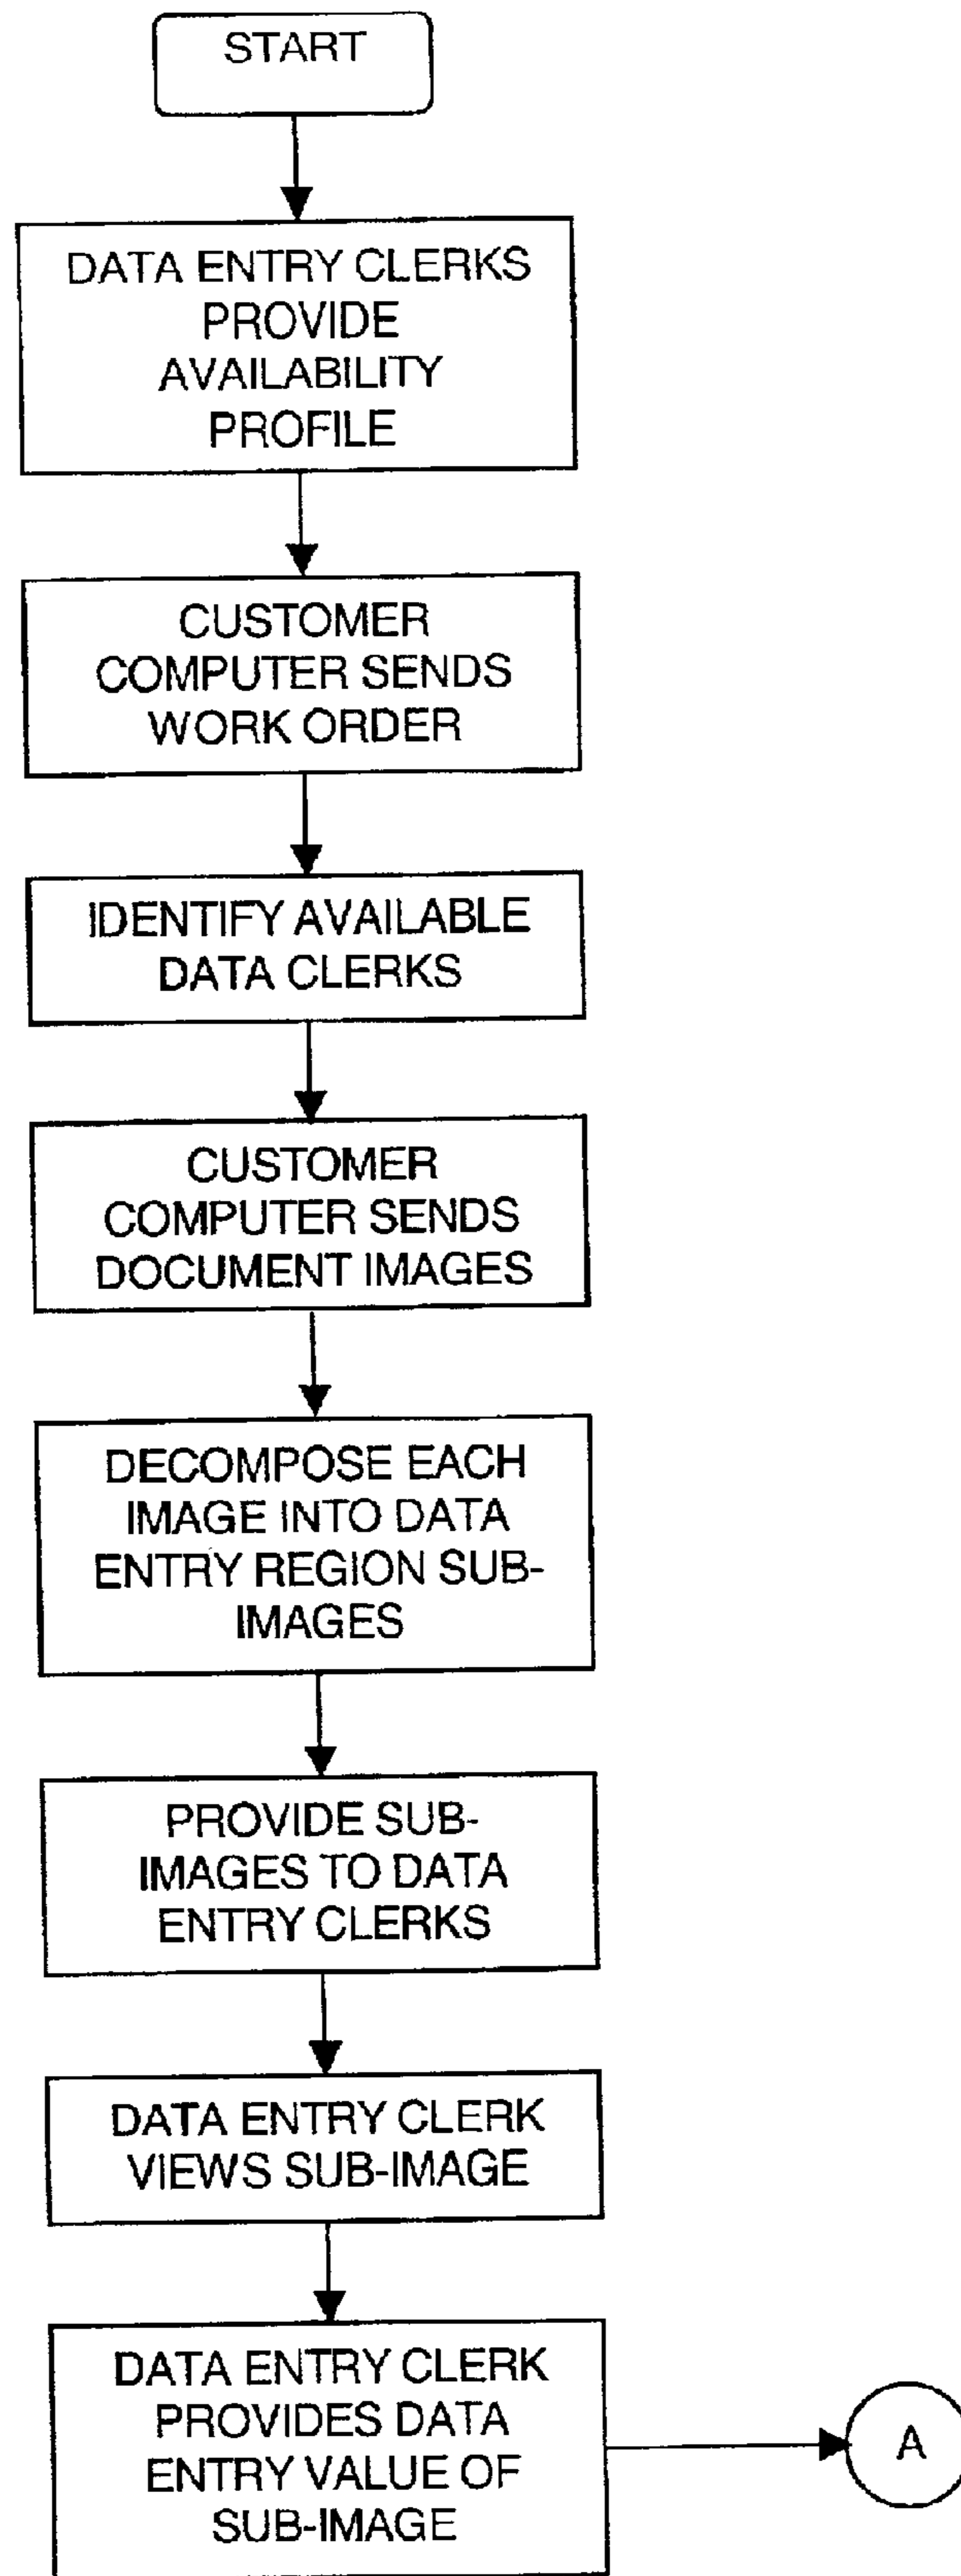 START
DATA ENTRY CLERKS
PROVIDE
AVAILABILITY
PROFILE
CUSTOMER
COMPUTER SENDS
WORK ORDER
IDENTIFY AVAILABLE
DATA CLERKS
CUSTOMER
COMPUTER SENDS
DOCUMENT IMAGES
DECOMPOSE EACH
IMAGE INTO DATA
ENTRY REGION SUB-
IMAGES
PROVIDE SUB-
IMAGES TO DATA
ENTRY CLERKS
DATA ENTRY CLERK
VIEWS SUB-IMAGE
DATA ENTRY CLERK
PROVIDES DATA
ENTRY VALUE OF
SUB-IMAGE
A